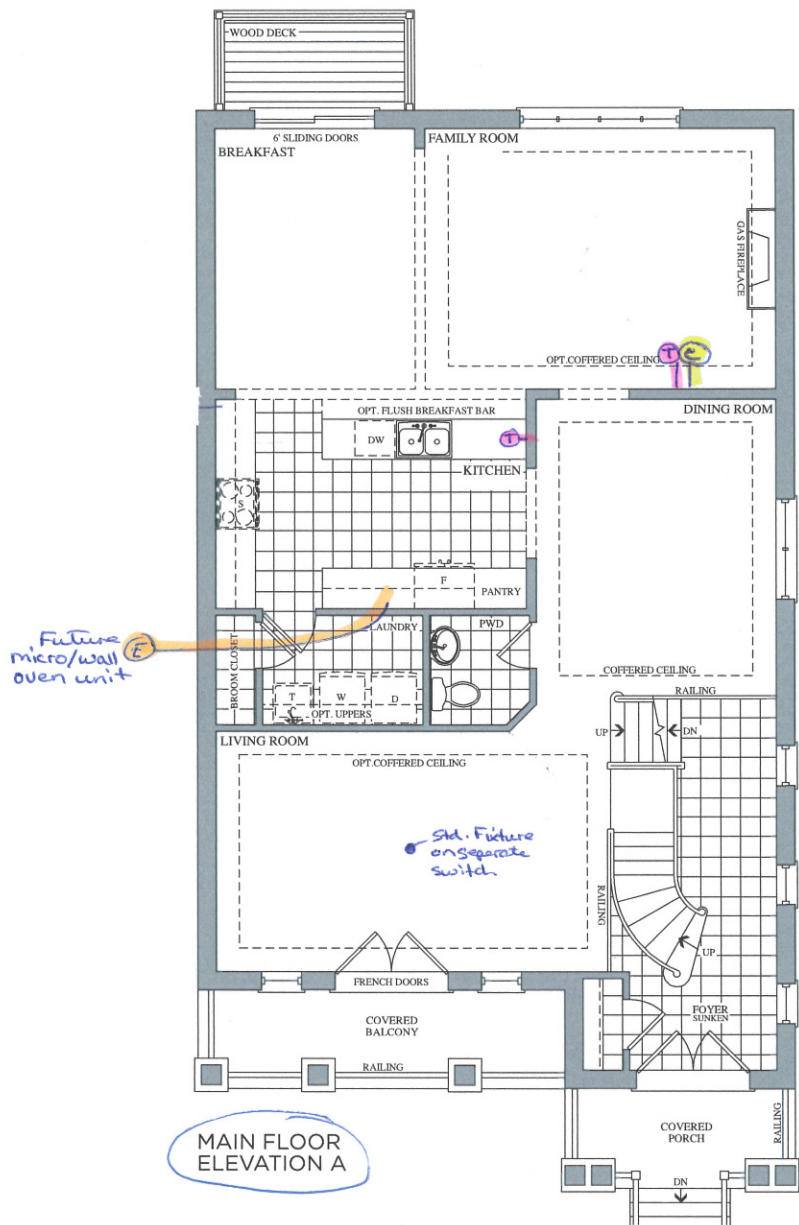 WOOD DECK
6' SLIDING DOORS
BREAKFAST
FAMILY ROOM
GAS FIREPLACE
OPT.COFFERED CEILING
T
C
DINING ROOM
OPT. FLUSH BREAKFAST BAR
DW
T
KITCHEN
S
F
PANTRY
Future
micro/wall
oven unit
E
BROOM CLOSET
LAUNDRY
PWD
T
W
D
OPT. UPPERS
COFFERED CEILING
RAILING
UP
DN
LIVING ROOM
OPT.COFFERED CEILING
Std. Fixture
on seperate
switch
RAILING
UP
FRENCH DOORS
FOYER
SUNKEN
COVERED
BALCONY
RAILING
MAIN FLOOR
ELEVATION A
COVERED
PORCH
RAILING
DN